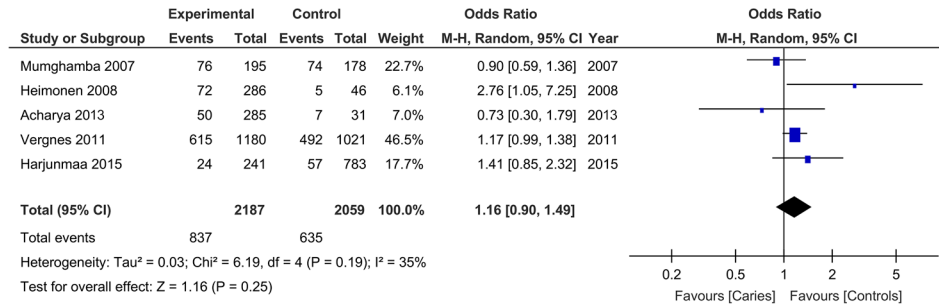 Experimental Control Odds Ratio Odds Ratio
Study or Subgroup Events Total Events Total Weight M-H, Random, 95% CI Year M-H, Random, 95% CI
Mumghamba 2007 76 195 74 178 22.7% 0.90 [0.59, 1.36] 2007
Heimonen 2008 72 286 5 46 6.1% 2.76 [1.05, 7.25] 2008
Acharya 2013 50 285 7 31 7.0% 0.73 [0.30, 1.79] 2013
Vergnes 2011 615 1180 492 1021 46.5% 1.17 [0.99, 1.38] 2011
Harjunmaa 2015 24 241 57 783 17.7% 1.41 [0.85, 2.32] 2015
Total (95% CI) 2187 2059 100.0% 1.16 [0.90, 1.49]
Total events 837 635
Heterogeneity: Tau² = 0.03; Chi² = 6.19, df = 4 (P = 0.19); I² = 35%
Test for overall effect: Z = 1.16 (P = 0.25)
0.2 0.5 1 2 5
Favours [Caries] Favours [Controls]